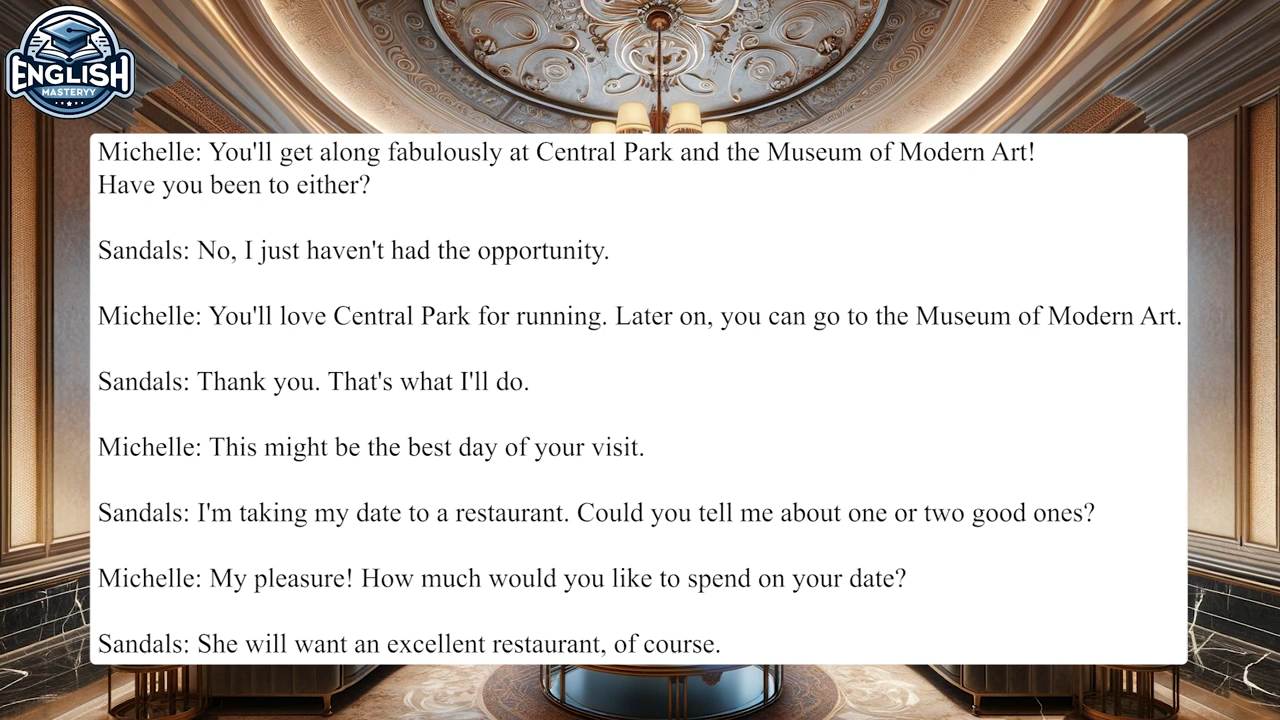 ENGLISH
MASTERYY
Michelle: You'll get along fabulously at Central Park and the Museum of Modern Art!
Have you been to either?
Sandals: No, I just haven't had the opportunity.
Michelle: You'll love Central Park for running. Later on, you can go to the Museum of Modern Art.
Sandals: Thank you. That's what I'll do.
Michelle: This might be the best day of your visit.
Sandals: I'm taking my date to a restaurant. Could you tell me about one or two good ones?
Michelle: My pleasure! How much would you like to spend on your date?
Sandals: She will want an excellent restaurant, of course.